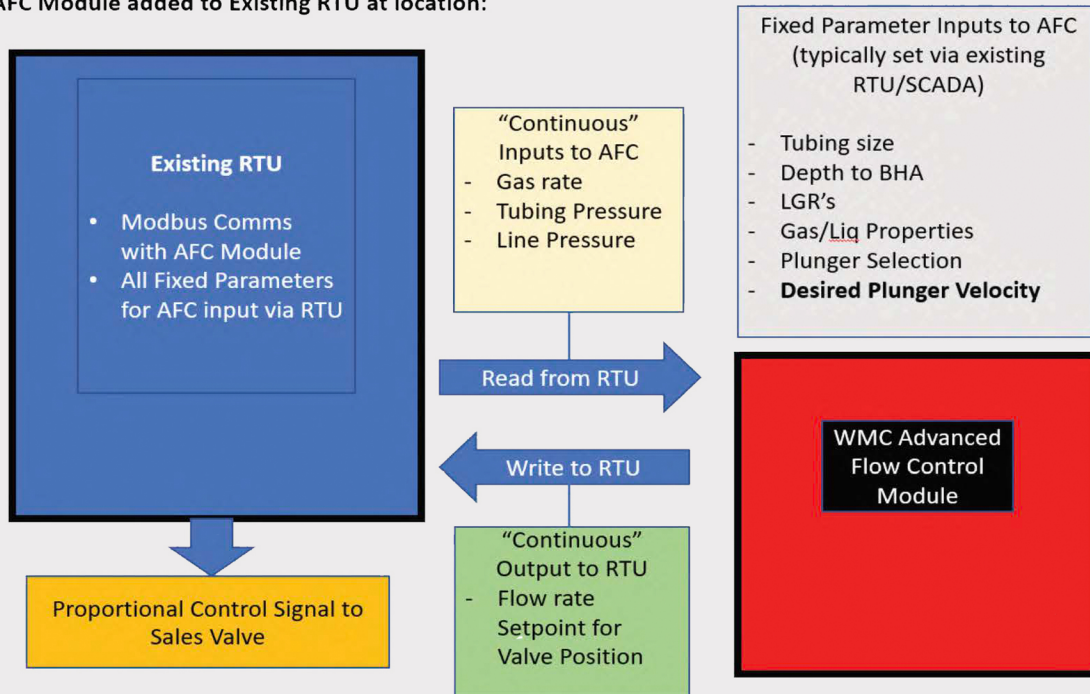 AFC Module added to Existing RTU at location:
Existing RTU
• Modbus Comms
with AFC Module
• All Fixed Parameters
for AFC input via RTU
“Continuous”
Inputs to AFC
- Gas rate
- Tubing Pressure
- Line Pressure
Fixed Parameter Inputs to AFC
(typically set via existing
RTU/SCADA)
- Tubing size
- Depth to BHA
- LGR's
- Gas/Liq Properties
- Plunger Selection
- Desired Plunger Velocity
Read from RTU
Write to RTU
WMC Advanced
Flow Control
Module
“Continuous”
Output to RTU
- Flow rate
Setpoint for
Valve Position
Proportional Control Signal to
Sales Valve